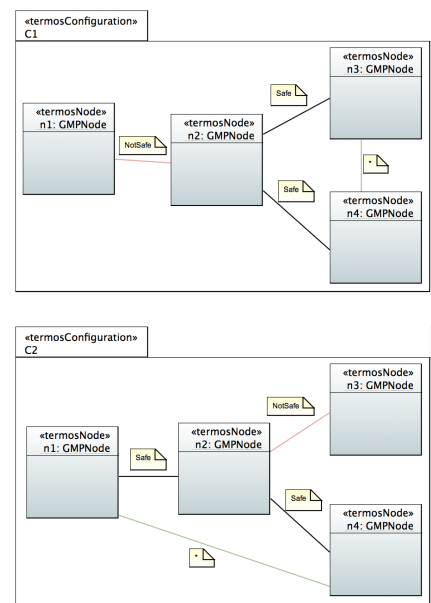 «termosConfiguration»
C1
«termosNode»
n3: GMPNode
Safe
«termosNode»
n1: GMPNode
«termosNode»
n2: GMPNode
NotSafe
*
Safe
«termosNode»
n4: GMPNode
«termosConfiguration»
C2
«termosNode»
n3: GMPNode
NotSafe
«termosNode»
n1: GMPNode
«termosNode»
n2: GMPNode
Safe
Safe
«termosNode»
n4: GMPNode
*